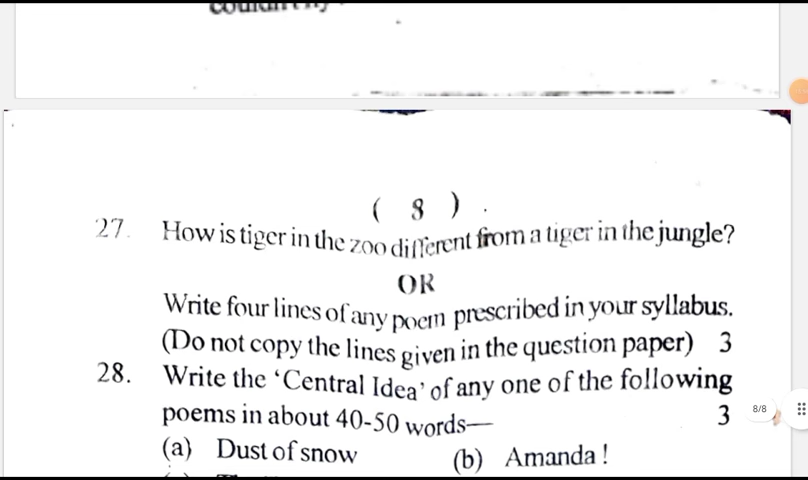 ( 8 ) .
27. How is tiger in the zoo different from a tiger in the jungle?
OR
Write four lines of any poem prescribed in your syllabus.
(Do not copy the lines given in the question paper) 3
28. Write the ‘Central Idea’ of any one of the following
poems in about 40-50 words— 3
8/8
(a) Dust of snow (b) Amanda !